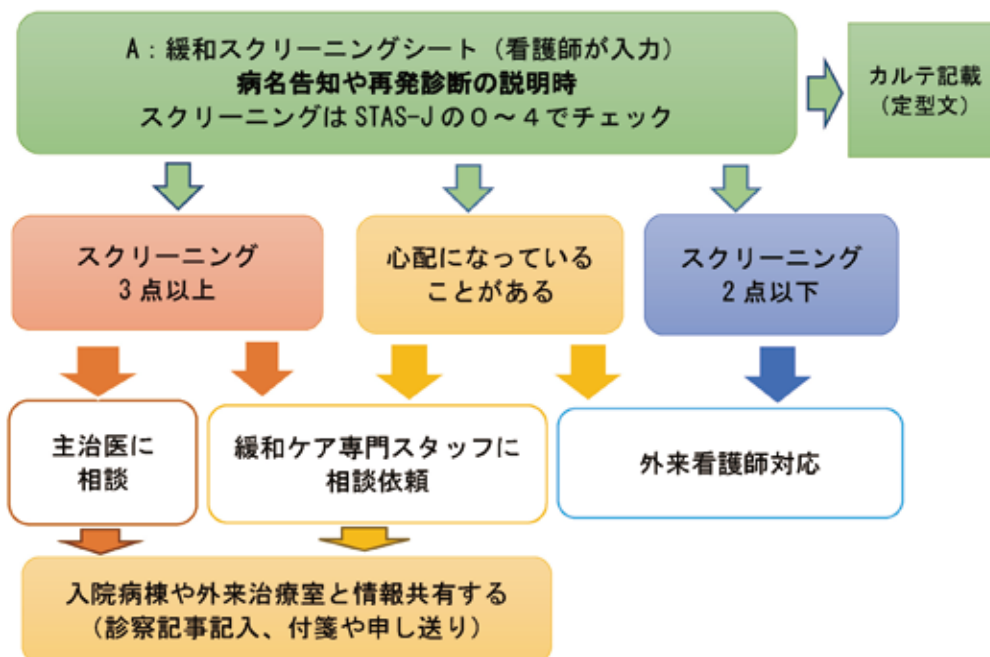 A：緩和スクリーニングシート（看護師が入力）
病名告知や再発診断の説明時
スクリーニングは STAS-J の０～４でチェック
カルテ記載
（定型文）
スクリーニング
３点以上
心配になっている
ことがある
スクリーニング
２点以下
主治医に
相談
緩和ケア専門スタッフに
相談依頼
外来看護師対応
入院病棟や外来治療室と情報共有する
（診察記事記入、付箋や申し送り）